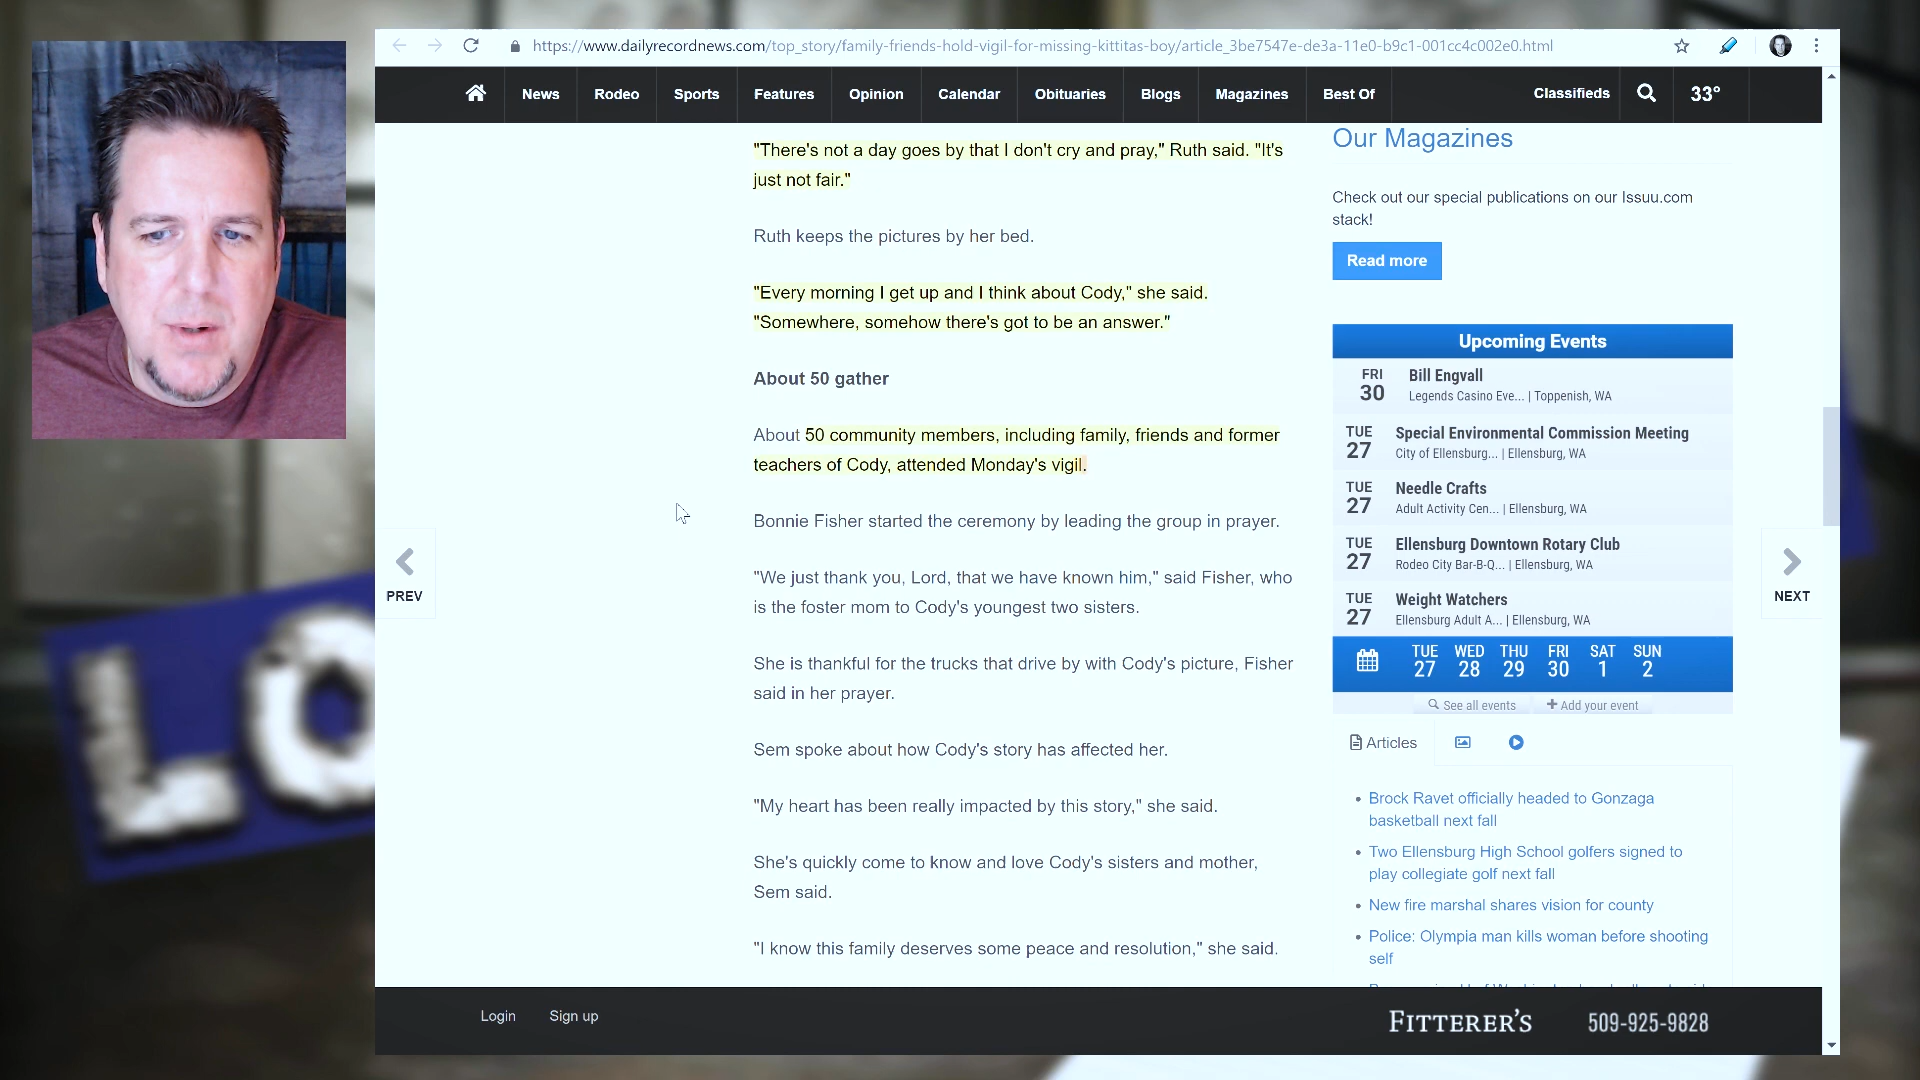 https://www.dailyrecordnews.com/top_story/family-friends-hold-vigil-for-missing-kittitas-boy/article_3be7547e-de3a-11e0-b9c1-001cc4c002e0.html
News Rodeo Sports Features Opinion Calendar Obituaries Blogs Magazines Best Of Classifieds 33°
"There's not a day goes by that I don't cry and pray," Ruth said. "It's
just not fair."
Ruth keeps the pictures by her bed.
"Every morning I get up and I think about Cody," she said.
"Somewhere, somehow there's got to be an answer."
About 50 gather
About 50 community members, including family, friends and former
teachers of Cody, attended Monday's vigil.
Bonnie Fisher started the ceremony by leading the group in prayer.
"We just thank you, Lord, that we have known him," said Fisher, who
is the foster mom to Cody's youngest two sisters.
She is thankful for the trucks that drive by with Cody's picture, Fisher
said in her prayer.
Sem spoke about how Cody's story has affected her.
"My heart has been really impacted by this story," she said.
She's quickly come to know and love Cody's sisters and mother,
Sem said.
"I know this family deserves some peace and resolution," she said.
PREV
NEXT
Our Magazines
Check out our special publications on our Issuu.com
stack!
Read more
Upcoming Events
FRI
30
Bill Engvall
Legends Casino Eve... | Toppenish, WA
TUE
27
Special Environmental Commission Meeting
City of Ellensburg... | Ellensburg, WA
TUE
27
Needle Crafts
Adult Activity Cen... | Ellensburg, WA
TUE
27
Ellensburg Downtown Rotary Club
Rodeo City Bar-B-Q... | Ellensburg, WA
TUE
27
Weight Watchers
Ellensburg Adult A... | Ellensburg, WA
TUE WED THU FRI SAT SUN
27 28 29 30 1 2
See all events + Add your event
Articles
Brock Ravet officially headed to Gonzaga
basketball next fall
Two Ellensburg High School golfers signed to
play collegiate golf next fall
New fire marshal shares vision for county
Police: Olympia man kills woman before shooting
self
Login Sign up
FITTERER'S 509-925-9828
LO